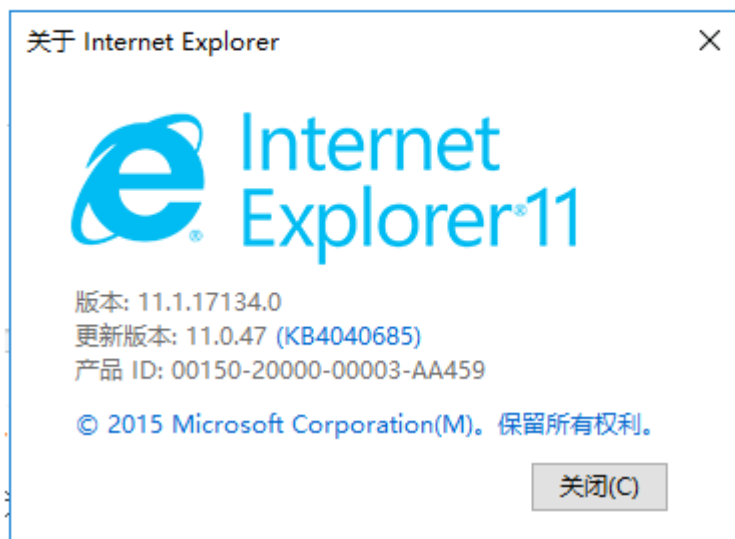 关于 Internet Explorer
Internet
Explorer®11
版本: 11.1.17134.0
更新版本: 11.0.47 (KB4040685)
产品 ID: 00150-20000-00003-AA459
© 2015 Microsoft Corporation(M)。保留所有权利。
关闭(C)